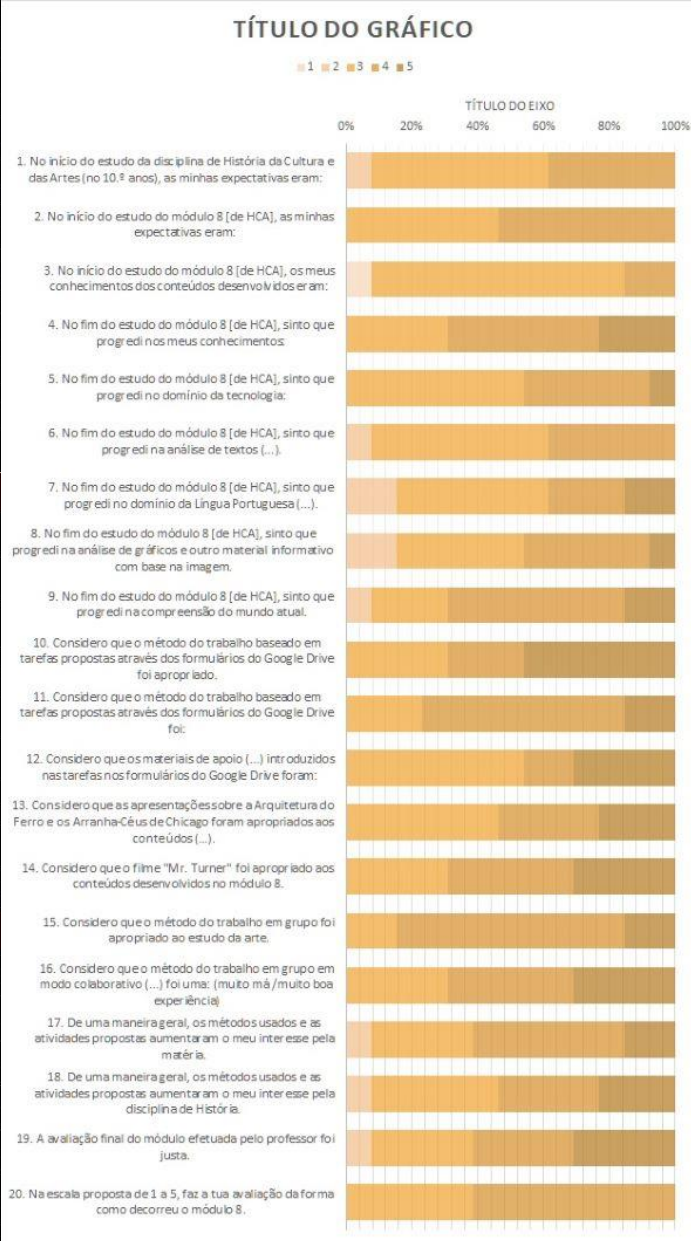 TÍTULO DO GRÁFICO
1 2 3 4 5
TÍTULO DO EIXO
0% 20% 40% 60% 80% 100%
1. No início do estudo da disciplina de História da Cultura e
das Artes (no 10.º anos), as minhas expectativas eram:
2. No início do estudo do módulo 8 [de HCA], as minhas
expectativas eram:
3. No início do estudo do módulo 8 [de HCA], os meus
conhecimentos dos conteúdos desenvolvidos eram:
4. No fim do estudo do módulo 8 [de HCA], sinto que
progredi nos meus conhecimentos:
5. No fim do estudo do módulo 8 [de HCA], sinto que
progredi no domínio da tecnologia:
6. No fim do estudo do módulo 8 [de HCA], sinto que
progredi na análise de textos (...).
7. No fim do estudo do módulo 8 [de HCA], sinto que
progredi no domínio da Língua Portuguesa (...).
8. No fim do estudo do módulo 8 [de HCA], sinto que
progredi na análise de gráficos e outro material informativo
com base na imagem.
9. No fim do estudo do módulo 8 [de HCA], sinto que
progredi na compreensão do mundo atual.
10. Considero que o método do trabalho baseado em
tarefas propostas através dos formulários do Google Drive
foi apropriado.
11. Considero que o método do trabalho baseado em
tarefas propostas através dos formulários do Google Drive
foi:
12. Considero que os materiais de apoio (...) introduzidos
nas tarefas nos formulários do Google Drive foram:
13. Considero que as apresentações sobre a Arquitetura do
Ferro e os Arranha-Céus de Chicago foram apropriados aos
conteúdos (...).
14. Considero que o filme "Mr. Turner" foi apropriado aos
conteúdos desenvolvidos no módulo 8.
15. Considero que o método do trabalho em grupo foi
apropriado ao estudo da arte.
16. Considero que o método do trabalho em grupo em
modo colaborativo (...) foi uma: (muito má /muito boa
experiência)
17. De uma maneira geral, os métodos usados e as
atividades propostas aumentaram o meu interesse pela
matéria.
18. De uma maneira geral, os métodos usados e as
atividades propostas aumentaram o meu interesse pela
disciplina de História.
19. A avaliação final do módulo efetuada pelo professor foi
justa.
20. Na escala proposta de 1 a 5, faz a tua avaliação da forma
como decorreu o módulo 8.